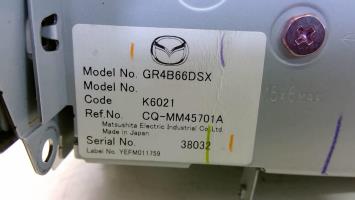 Model No. GR4B66DSX
Model No.
Code K6021
Ref.No. CQ-MM45701A
Matsushita Electric Industrial Co.Ltd.
Made in Japan
Serial No. 38032
Label No. YEFM011759